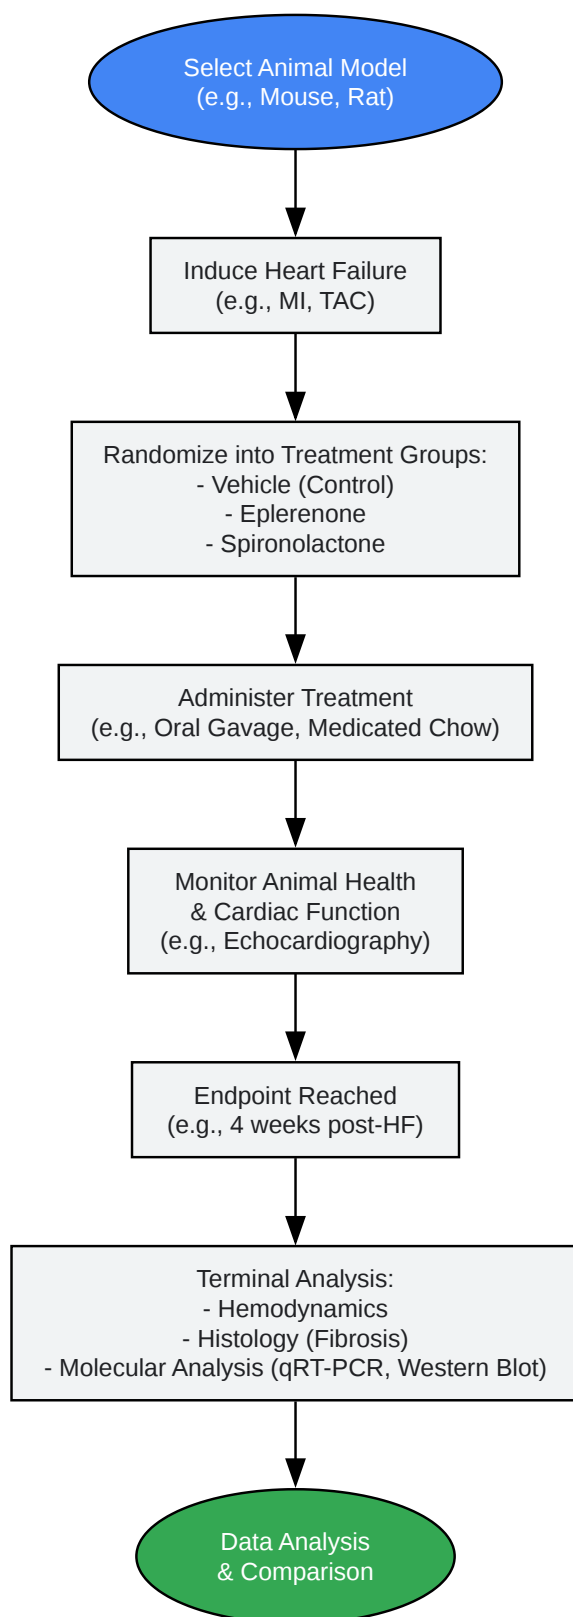 Select Animal Model
(e.g., Mouse, Rat)
Induce Heart Failure
(e.g., MI, TAC)
Randomize into Treatment Groups:
- Vehicle (Control)
- Eplerenone
- Spironolactone
Administer Treatment
(e.g., Oral Gavage, Medicated Chow)
Monitor Animal Health
& Cardiac Function
(e.g., Echocardiography)
Endpoint Reached
(e.g., 4 weeks post-HF)
Terminal Analysis:
- Hemodynamics
- Histology (Fibrosis)
- Molecular Analysis (qRT-PCR, Western Blot)
Data Analysis
& Comparison